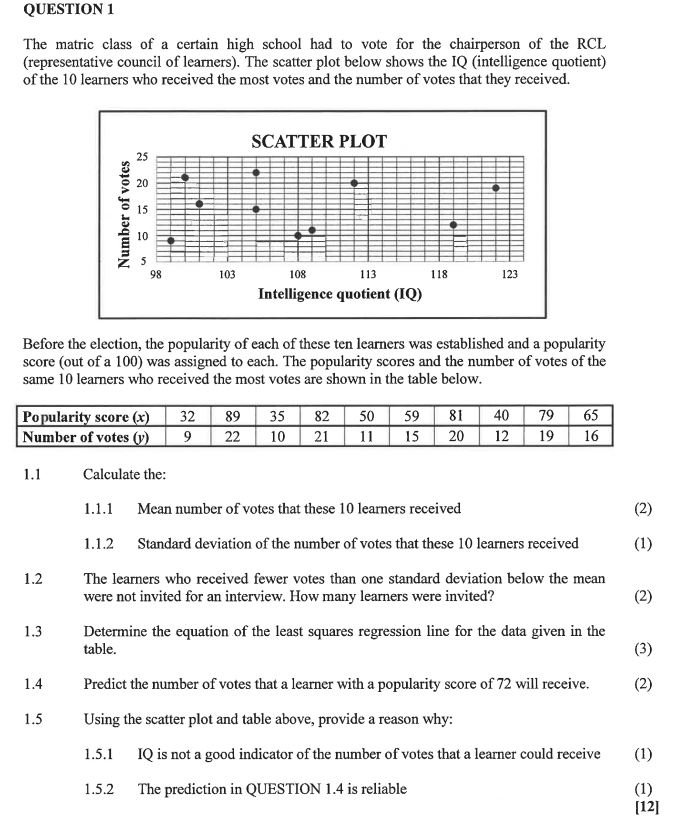 QUESTION 1
The matric class of a certain high school had to vote for the chairperson of the RCL
(representative council of learners). The scatter plot below shows the IQ (intelligence quotient)
of the 10 learners who received the most votes and the number of votes that they received.
SCATTER PLOT
Number of votes
25
20
15
10
5
98 103 108 113 118 123
Intelligence quotient (IQ)
Before the election, the popularity of each of these ten learners was established and a popularity
score (out of a 100) was assigned to each. The popularity scores and the number of votes of the
same 10 learners who received the most votes are shown in the table below.
Popularity score (x) 32 89 35 82 50 59 81 40 79 65
Number of votes (y) 9 22 10 21 11 15 20 12 19 16
1.1 Calculate the:
1.1.1 Mean number of votes that these 10 learners received (2)
1.1.2 Standard deviation of the number of votes that these 10 learners received (1)
1.2 The learners who received fewer votes than one standard deviation below the mean
were not invited for an interview. How many learners were invited? (2)
1.3 Determine the equation of the least squares regression line for the data given in the
table. (3)
1.4 Predict the number of votes that a learner with a popularity score of 72 will receive. (2)
1.5 Using the scatter plot and table above, provide a reason why:
1.5.1 IQ is not a good indicator of the number of votes that a learner could receive (1)
1.5.2 The prediction in QUESTION 1.4 is reliable (1)
[12]